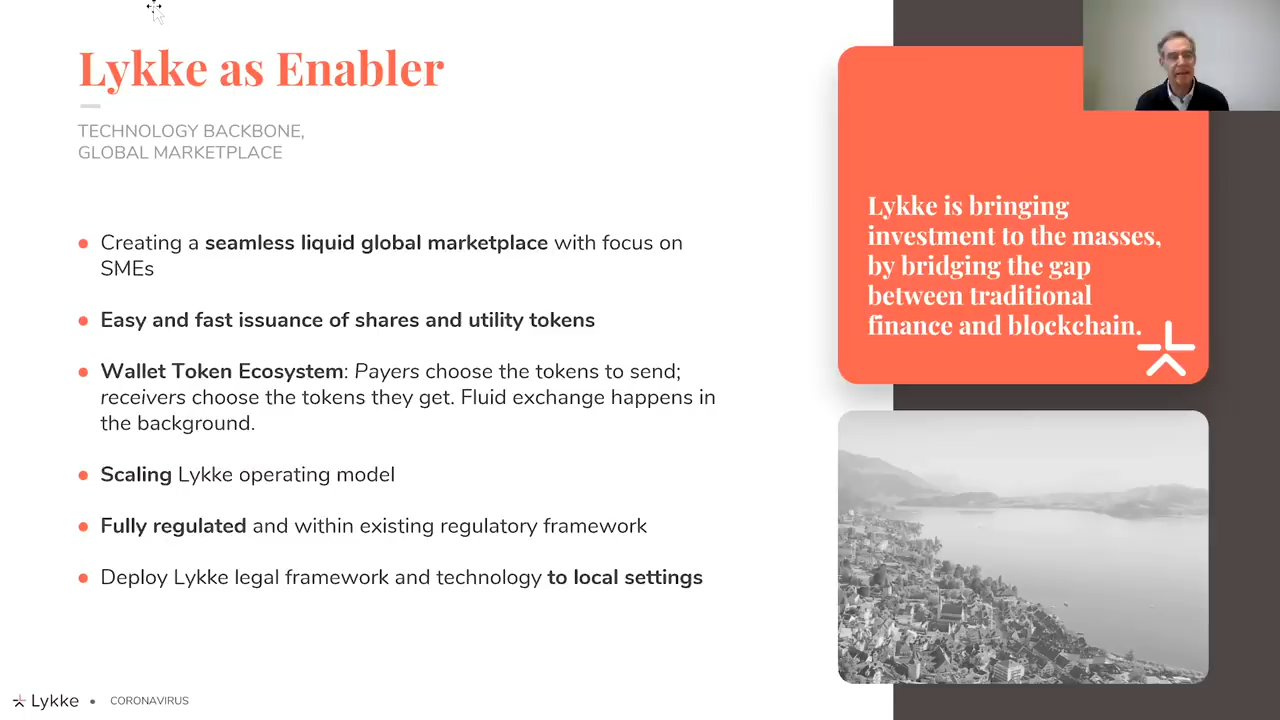 Lykke as Enabler
TECHNOLOGY BACKBONE,
GLOBAL MARKETPLACE
● Creating a seamless liquid global marketplace with focus on
SMEs
● Easy and fast issuance of shares and utility tokens
● Wallet Token Ecosystem: Payers choose the tokens to send;
receivers choose the tokens they get. Fluid exchange happens in
the background.
● Scaling Lykke operating model
● Fully regulated and within existing regulatory framework
● Deploy Lykke legal framework and technology to local settings
Lykke is bringing
investment to the masses,
by bridging the gap
between traditional
finance and blockchain.
Lykke ● CORONAVIRUS